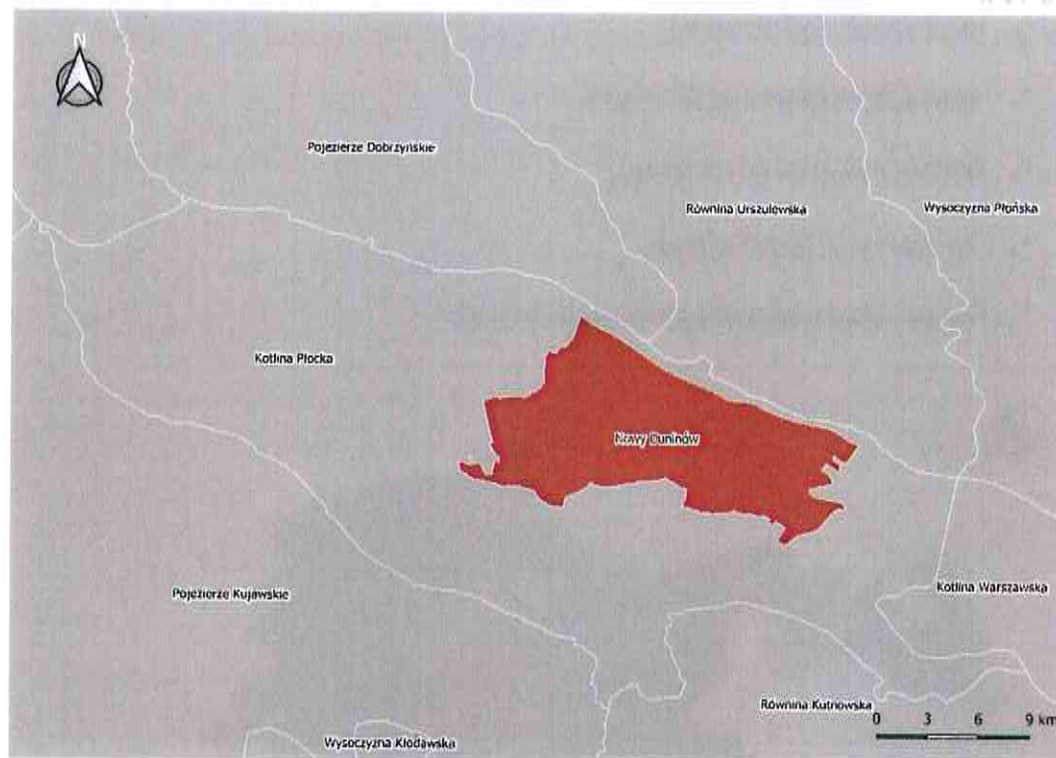 N
Pojezierze Dobrzyńskie
Równina Urszulewska
Wysoczyzna Płońska
Kotlina Płocka
Nowy Duninów
Pojezierze Kujawskie
Kotlina Warszawska
Równina Kutnowska
0 3 6 9 km
Wysoczyzna Kłodawska